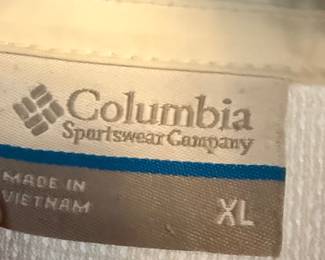 Columbia
Sportswear Company
MADE IN
VIETNAM
XL